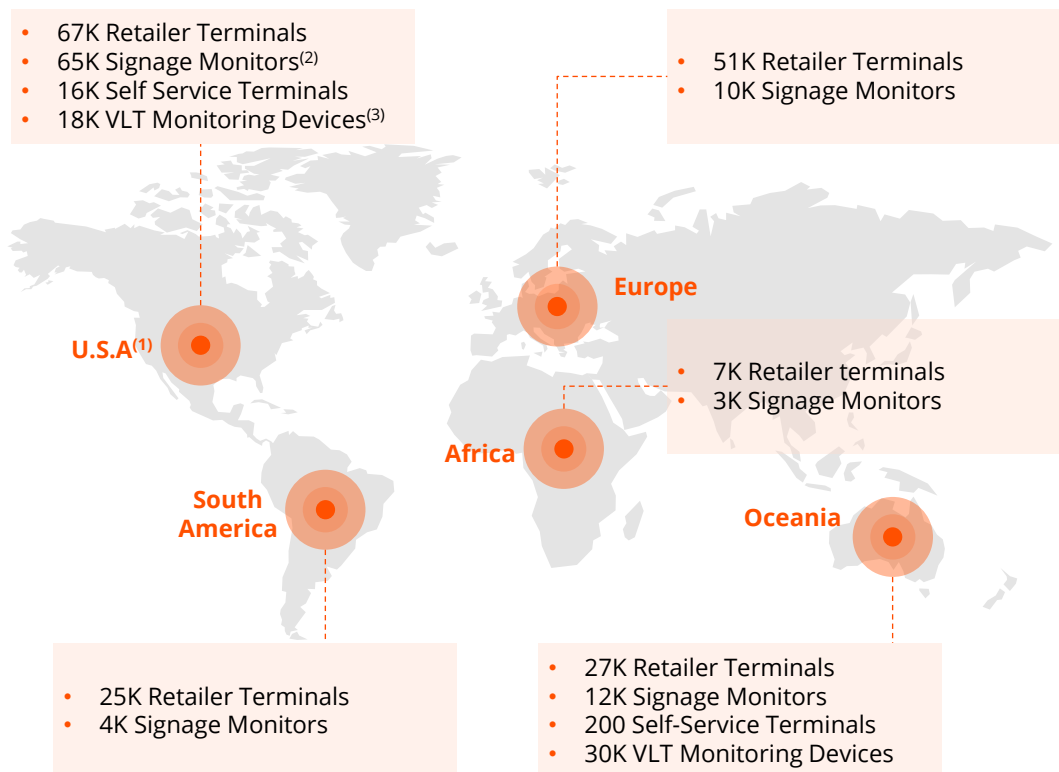 • 67K Retailer Terminals
• 65K Signage Monitors(2)
• 16K Self Service Terminals
• 18K VLT Monitoring Devices(3)
• 51K Retailer Terminals
• 10K Signage Monitors
Europe
U.S.A(1)
• 7K Retailer terminals
• 3K Signage Monitors
Africa
South
America
Oceania
• 25K Retailer Terminals
• 4K Signage Monitors
• 27K Retailer Terminals
• 12K Signage Monitors
• 200 Self-Service Terminals
• 30K VLT Monitoring Devices